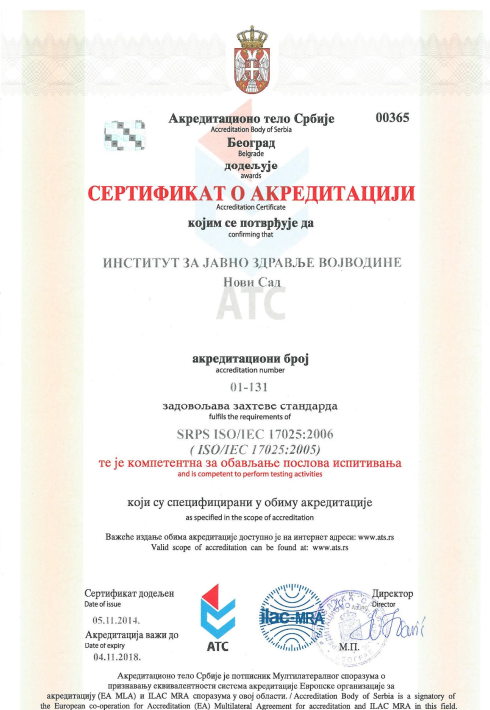 Акредитационо тело Србије
00365
Accreditation Body of Serbia
Београд
Belgrade
додељује
awards
СЕРТИФИКАТ О АКРЕДИТАЦИЈИ
Accreditation Certificate
којим се потврђује да
confirming that
ИНСТИТУТ ЗА ЈАВНО ЗДРАВЉЕ ВОЈВОДИНЕ
Нови Сад
АТС
акредитациони број
accreditation number
01-131
задовољава захтеве стандарда
fulfils the requirements of
SRPS ISO/IEC 17025:2006
( ISO/IEC 17025:2005)
те је компетентна за обављање послова испитивања
and is competent to perform testing activities
који су специфицирани у обиму акредитације
as specified in the scope of accreditation
Важеће издање обима акредитације доступно је на интернет адреси: www.ats.rs
Valid scope of accreditation can be found at: www.ats.rs
Сертификат додељен
Date of issue
05.11.2014.
Акредитација важи до
Date of expiry
04.11.2018.
АТС
ilac-MRA
Директор
Director
М.П.
Акредитационо тело Србије је потписник Мултилатералног споразума о
признавању еквивалентности система акредитације Европске организације за
акредитацију (ЕА MLA) и ILAC MRA споразума у овој области. / Accreditation Body of Serbia is a signatory of
the European co-operation for Accreditation (EA) Multilateral Agreement for accreditation and ILAC MRA in this field.